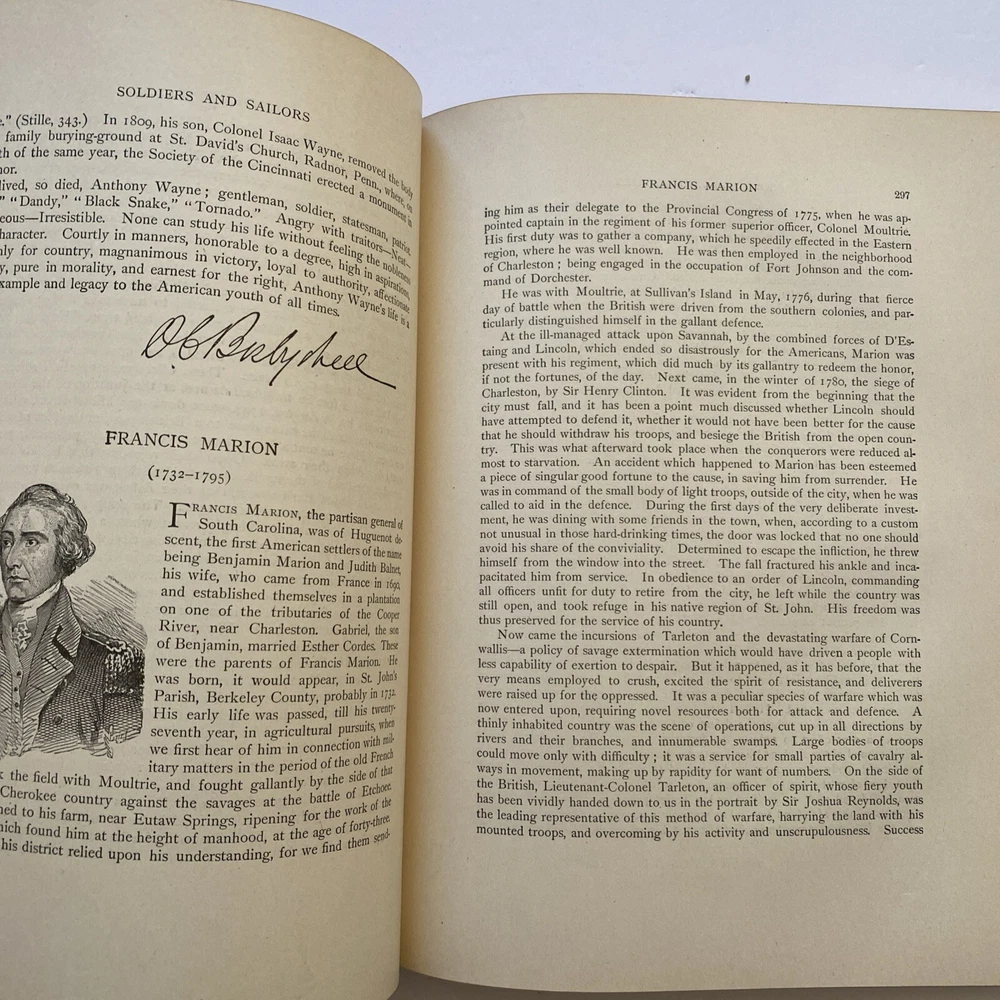 SOLDIERS AND SAILORS
" (Stille, 343.) In 1809, his son, Colonel Isaac Wayne, removed the body
family burying-ground at St. David's Church, Radnor, Penn., where, on
of the same year, the Society of the Cincinnati erected a monument in
lived, so died, Anthony Wayne; gentleman, soldier, statesman, patriot.
" "Dandy," "Black Snake," "Tornado." Angry with traitors—Neat—
eous—Irresistible. None can study his life without feeling the nobleness
character. Courtly in manners, honorable to a degree, high in aspirations,
nly for country, magnanimous in victory, loyal to authority, affectionate
y, pure in morality, and earnest for the right, Anthony Wayne's life is a
example and legacy to the American youth of all times.
FRANCIS MARION
(1732-1795)
FRANCIS MARION, the partisan general of
South Carolina, was of Huguenot de-
scent, the first American settlers of the name
being Benjamin Marion and Judith Baluet,
his wife, who came from France in 1690,
and established themselves in a plantation
on one of the tributaries of the Cooper
River, near Charleston. Gabriel, the son
of Benjamin, married Esther Cordes. These
were the parents of Francis Marion. He
was born, it would appear, in St. John's
Parish, Berkeley County, probably in 1732.
His early life was passed, till his twenty-
seventh year, in agricultural pursuits, when
we first hear of him in connection with mil-
itary matters in the period of the old French
k the field with Moultrie, and fought gallantly by the side of that
Cherokee country against the savages at the battle of Etchoee.
ned to his farm, near Eutaw Springs, ripening for the work of the
hich found him at the height of manhood, at the age of forty-three.
his district relied upon his understanding, for we find them send-
FRANCIS MARION 297
ing him as their delegate to the Provincial Congress of 1775, when he was ap-
pointed captain in the regiment of his former superior officer, Colonel Moultrie.
His first duty was to gather a company, which he speedily effected in the Eastern
region, where he was well known. He was then employed in the neighborhood
of Charleston; being engaged in the occupation of Fort Johnson and the com-
mand of Dorchester.
He was with Moultrie, at Sullivan's Island in May, 1776, during that fierce
day of battle when the British were driven from the southern colonies, and par-
ticularly distinguished himself in the gallant defence.
At the ill-managed attack upon Savannah, by the combined forces of D'Es-
taing and Lincoln, which ended so disastrously for the Americans, Marion was
present with his regiment, which did much by its gallantry to redeem the honor,
if not the fortunes, of the day. Next came, in the winter of 1780, the siege of
Charleston, by Sir Henry Clinton. It was evident from the beginning that the
city must fall, and it has been a point much discussed whether Lincoln should
have attempted to defend it, whether it would not have been better for the cause
that he should withdraw his troops, and besiege the British from the open coun-
try. This was what afterward took place when the conquerors were reduced al-
most to starvation. An accident which happened to Marion has been esteemed
a piece of singular good fortune to the cause, in saving him from surrender. He
was in command of the small body of light troops, outside of the city, when he was
called to aid in the defence. During the first days of the very deliberate invest-
ment, he was dining with some friends in the town, when, according to a custom
not unusual in those hard-drinking times, the door was locked that no one should
avoid his share of the conviviality. Determined to escape the infliction, he threw
himself from the window into the street. The fall fractured his ankle and inca-
pacitated him from service. In obedience to an order of Lincoln, commanding
all officers unfit for duty to retire from the city, he left while the country was
still open, and took refuge in his native region of St. John. His freedom was
thus preserved for the service of his country.
Now came the incursions of Tarleton and the devastating warfare of Corn-
wallis—a policy of savage extermination which would have driven a people with
less capability of exertion to despair. But it happened, as it has before, that the
very means employed to crush, excited the spirit of resistance, and deliverers
were raised up for the oppressed. It was a peculiar species of warfare which was
now entered upon, requiring novel resources both for attack and defence. A
thinly inhabited country was the scene of operations, cut up in all directions by
rivers and their branches, and innumerable swamps. Large bodies of troops
could move only with difficulty; it was a service for small parties of cavalry al-
ways in movement, making up by rapidity for want of numbers. On the side of
the British, Lieutenant-Colonel Tarleton, an officer of spirit, whose fiery youth
has been vividly handed down to us in the portrait by Sir Joshua Reynolds, was
the leading representative of this method of warfare, harrying the land with his
mounted troops, and overcoming by his activity and unscrupulousness. Success